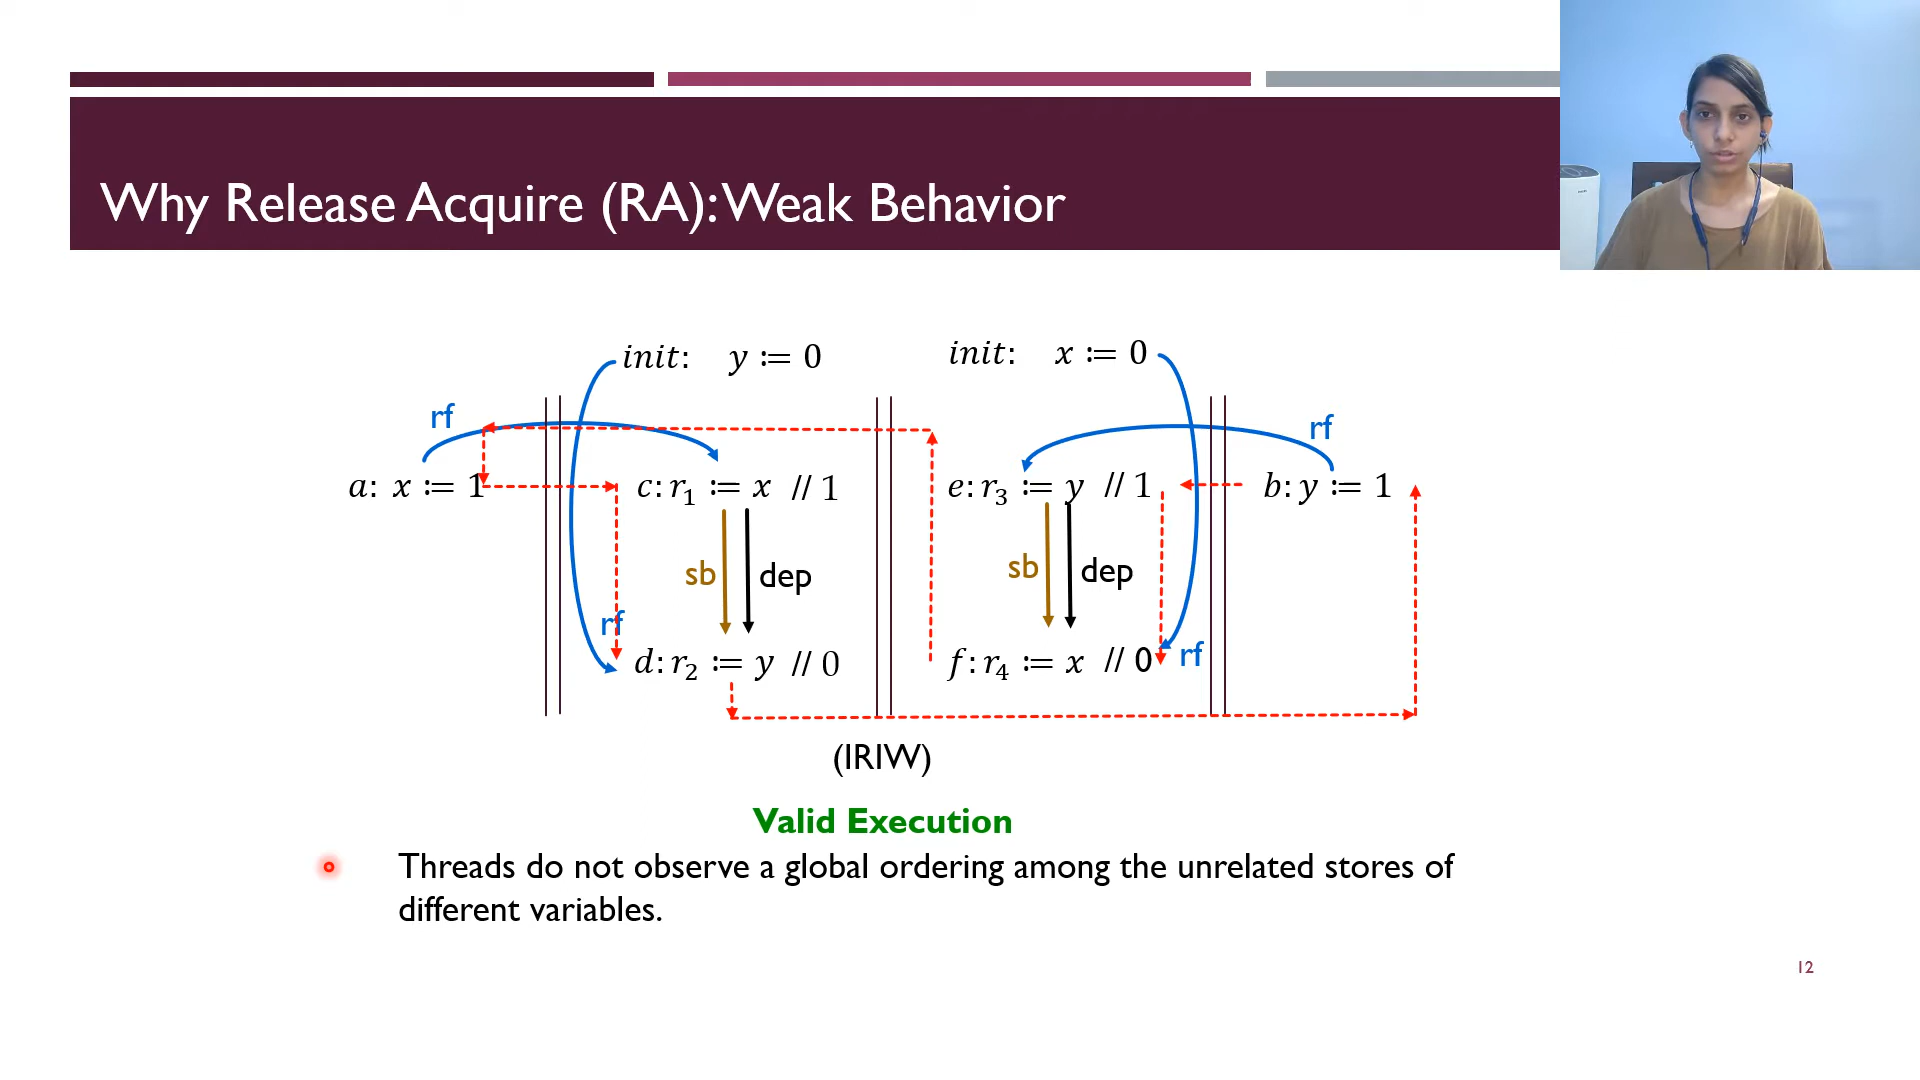 Why Release Acquire (RA): Weak Behavior
init: y := 0
init: x := 0
rf
rf
a: x := 1
c: r₁ := x // 1
e: r₃ := y // 1
b: y := 1
sb
dep
sb
dep
rf
d: r₂ := y // 0
f: r₄ := x // 0
rf
(IRIW)
Valid Execution
Threads do not observe a global ordering among the unrelated stores of
different variables.
12